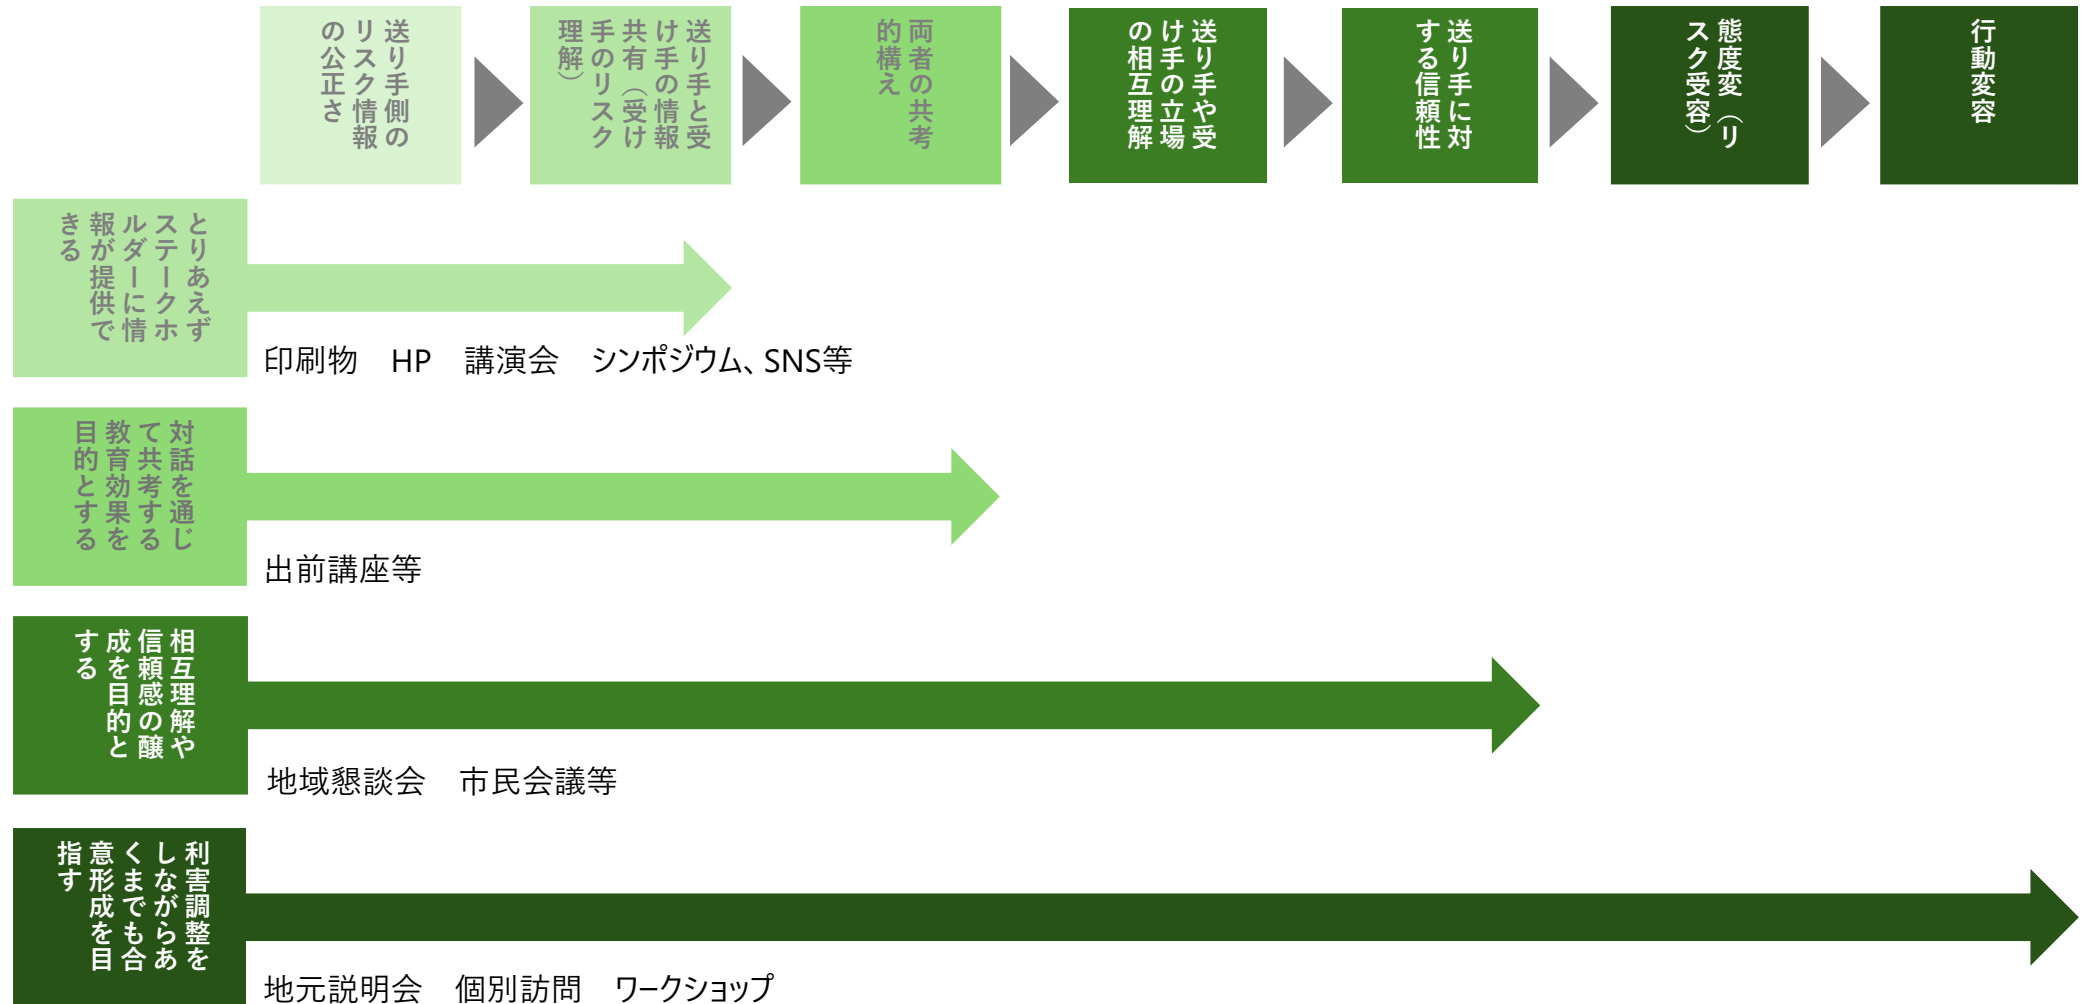 送り手側の
リスク情報
の公正さ
送り手と受
け手の情報
共有（受け
手のリスク
理解）
両者の共考
的構え
送り手や受
け手の立場
の相互理解
送り手に対
する信頼性
態度変（リ
スク受容）
行動変容
とりあえず
ステークホ
ルダーに情
報が提供で
きる
印刷物　HP　講演会　シンポジウム、SNS等
対話を通じ
て共考する
教育効果を
目的とする
出前講座等
相互理解や
信頼感の醸
成を目的と
する
地域懇談会　市民会議等
利害調整を
しながらあ
くまでも合
意形成を目
指す
地元説明会　個別訪問　ワークショップ